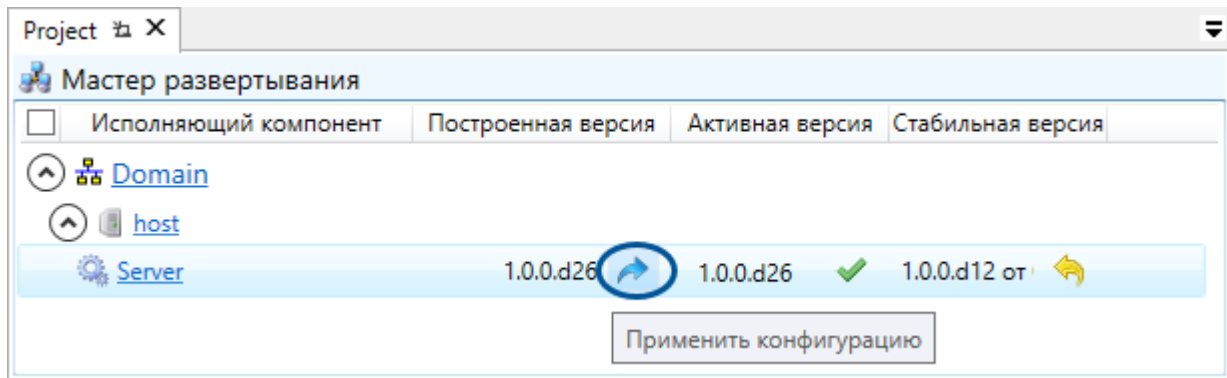 Project
Мастер развертывания
Исполняющий компонент Построенная версия Активная версия Стабильная версия
Domain
host
Server 1.0.0.d26 1.0.0.d26 1.0.0.d12 от
Применить конфигурацию